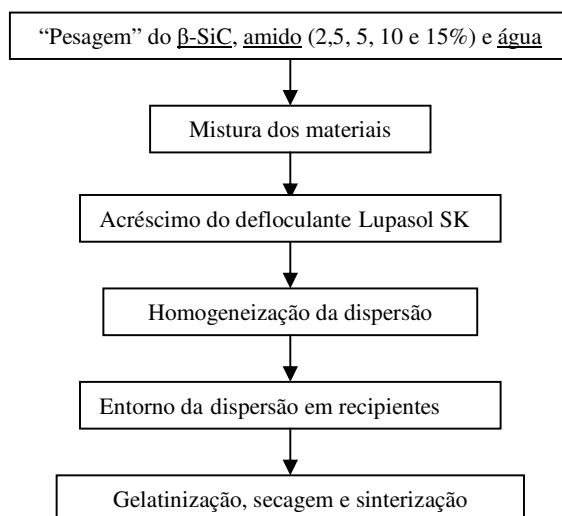 “Pesagem” do β-SiC, amido (2,5, 5, 10 e 15%) e água
Mistura dos materiais
Acréscimo do defloculante Lupasol SK
Homogeneização da dispersão
Entorno da dispersão em recipientes
Gelatinização, secagem e sinterização